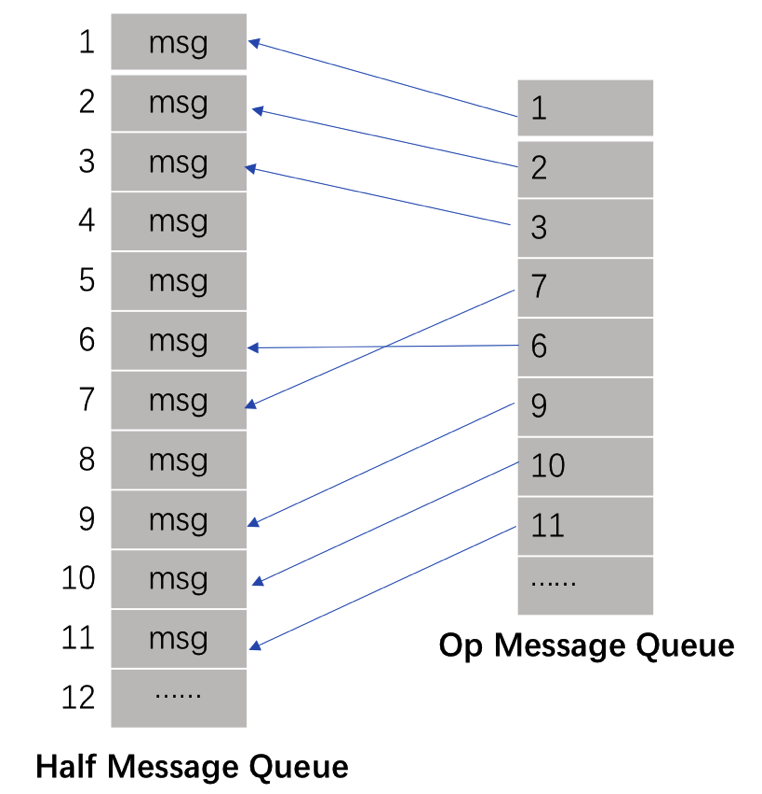 1 msg
2 msg
3 msg
4 msg
5 msg
6 msg
7 msg
8 msg
9 msg
10 msg
11 msg
12 ······
Half Message Queue
1
2
3
7
6
9
10
11
······
Op Message Queue